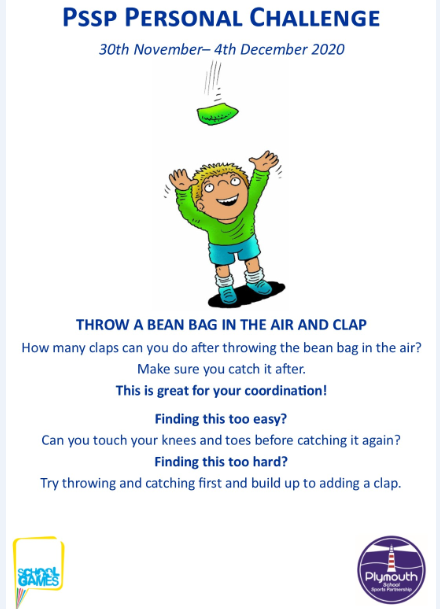 PSSP PERSONAL CHALLENGE
30th November– 4th December 2020
THROW A BEAN BAG IN THE AIR AND CLAP
How many claps can you do after throwing the bean bag in the air?
Make sure you catch it after.
This is great for your coordination!
Finding this too easy?
Can you touch your knees and toes before catching it again?
Finding this too hard?
Try throwing and catching first and build up to adding a clap.
SCHOOL
GAMES
Plymouth
School
Sports Partnership